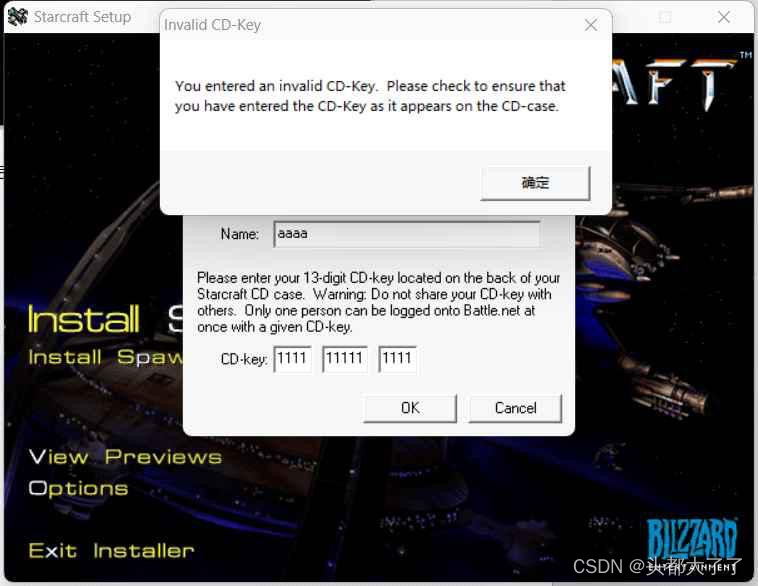 Starcraft Setup
Invalid CD-Key
You entered an invalid CD-Key.  Please check to ensure that
you have entered the CD-Key as it appears on the CD-case.
确定
AFT™
Name: aaaa
Please enter your 13-digit CD-key located on the back of your
Starcraft CD case.  Warning: Do not share your CD-key with
others.  Only one person can be logged onto Battle.net at
once with a given CD-key.
CD-key: 1111 11111 1111
OK Cancel
Install S
Install Spaw
View Previews
Options
Exit Installer
BLIZZARD
ENTERTAINMENT
CSDN @头都大了了